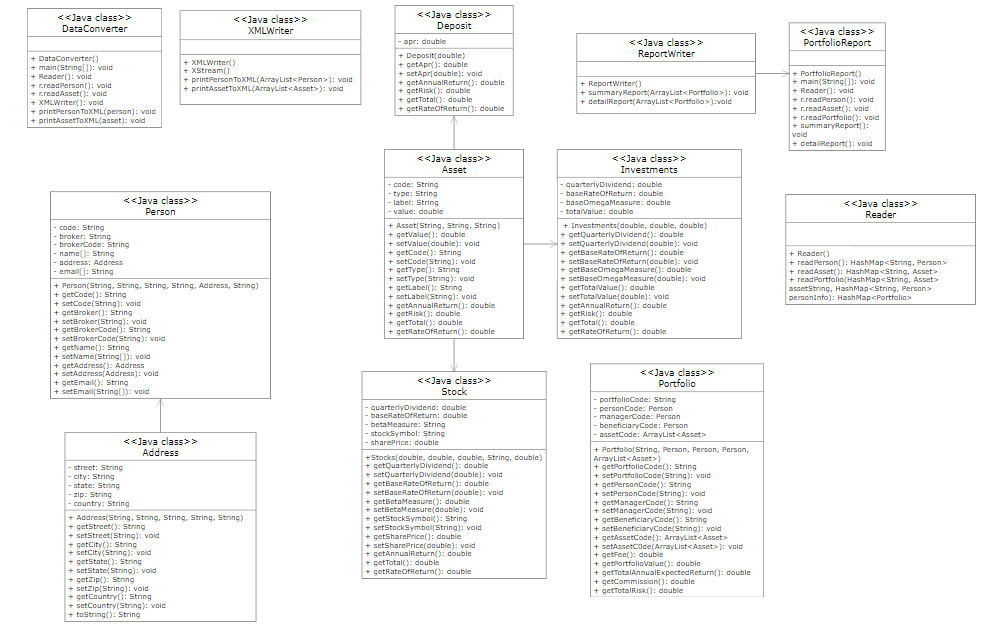 <<Java class>>
DataConverter
+ DataConverter()
+ main(String[]): void
+ Reader(): void
+ r.readPerson(): void
+ r.readAsset(): void
+ XMLWriter(): void
+ printPersonToXML(person): void
+ printAssetToXML(asset): void
<<Java class>>
XMLWriter
+ XMLWriter()
+ XStream()
+ printPersonToXML(ArrayList<Person>): void
+ printAssetToXML(ArrayList<Asset>): void
<<Java class>>
Deposit
- apr: double
+ Deposit(double)
+ getApr(): double
+ setApr(double): void
+ getAnnualReturn(): double
+ getRisk(): double
+ getTotal(): double
+ getRateOfReturn(): double
<<Java class>>
ReportWriter
+ ReportWriter()
+ summaryReport(ArrayList<Portfolio>): void
+ detailReport(ArrayList<Portfolio>):void
<<Java class>>
PortfolioReport
+ PortfolioReport()
+ main(String[]): void
+ Reader(): void
+ r.readPerson(): void
+ r.readAsset(): void
+ r.readPortfolio(): void
+ summaryReport():
void
+ detailReport(): void
<<Java class>>
Person
- code: String
- broker: String
- brokerCode: String
- name[]: String
- address: Address
- email[]: String
+ Person(String, String, String, String, Address, String)
+ getCode(): String
+ setCode(String): void
+ getBroker(): String
+ setBroker(String): void
+ getBrokerCode(): String
+ setBrokerCode(String): void
+ getName(): String
+ setName(String[]): void
+ getAddress(): Address
+ setAddress(Address): void
+ getEmail(): String
+ setEmail(String[]): void
<<Java class>>
Asset
- code: String
- type: String
- label: String
- value: double
+ Asset(String, String, String)
+ getValue(): double
+ setValue(double): void
+ getCode(): String
+ setCode(String): void
+ getType(): String
+ setType(String): void
+ getLabel(): String
+ setLabel(String): void
+ getAnnualReturn(): double
+ getRisk(): double
+ getTotal(): double
+ getRateOfReturn(): double
<<Java class>>
Investments
- quarterlyDividend: double
- baseRateOfReturn: double
- baseOmegaMeasure: double
- totalValue: double
+ Investments(double, double, double)
+ getQuarterlyDividend(): double
+ setQuarterlyDividend(double): void
+ getBaseRateOfReturn(): double
+ setBaseRateOfReturn(double): void
+ getBaseOmegaMeasure(): double
+ setBaseOmegaMeasure(double): void
+ getTotalValue(): double
+ setTotalValue(double): void
+ getAnnualReturn(): double
+ getRisk(): double
+ getTotal(): double
+ getRateOfReturn(): double
<<Java class>>
Reader
+ Reader()
+ readPerson(): HashMap<String, Person>
+ readAsset(): HashMap<String, Asset>
+ readPortfolio(HashMap<String, Asset>
assetString, HashMap<String, Person>
personInfo): HashMap<Portfolio>
<<Java class>>
Address
- street: String
- city: String
- state: String
- zip: String
- country: String
+ Address(String, String, String, String, String)
+ getStreet(): String
+ setStreet(String): void
+ getCity(): String
+ setCity(String): void
+ getState(): String
+ setState(String): void
+ getZip(): String
+ setZip(String): void
+ getCountry(): String
+ setCountry(String): void
+ toString(): String
<<Java class>>
Stock
- quarterlyDividend: double
- baseRateOfReturn: double
- betaMeasure: String
- stockSymbol: String
- sharePrice: double
+Stocks(double, double, double, String, double)
+ getQuarterlyDividend(): double
+ setQuarterlyDividend(double): void
+ getBaseRateOfReturn(): double
+ getBaseRateOfReturn(double): void
+ getBetaMeasure(): double
+ setBetaMeasure(double): void
+ getStockSymbol(): String
+ setStockSymbol(String): void
+ getSharePrice(): double
+ setSharePrice(double): void
+ getAnnualReturn(): double
+ getTotal(): double
+ getRateOfReturn(): double
<<Java class>>
Portfolio
- portfolioCode: String
- personCode: Person
- managerCode: Person
- beneficiaryCode: Person
- assetCode: ArrayList<Asset>
+ Portfolio(String, Person, Person, Person,
ArrayList<Asset>)
+ getPortfolioCode(): String
+ setPortfolioCode(String): void
+ getPersonCode(): String
+ setPersonCode(String): void
+ getManagerCode(): String
+ setManagerCode(String): void
+ getBeneficiaryCode(): String
+ setBeneficiaryCode(String): void
+ getAssetCode(): ArrayList<Asset>
+ setAssetC0de(ArrayList<Asset>): void
+ getFee(): double
+ getPortfolioValue(): double
+ getTotalAnnualExpectedReturn(): double
+ getCommission(): double
+ getTotalRisk(): double